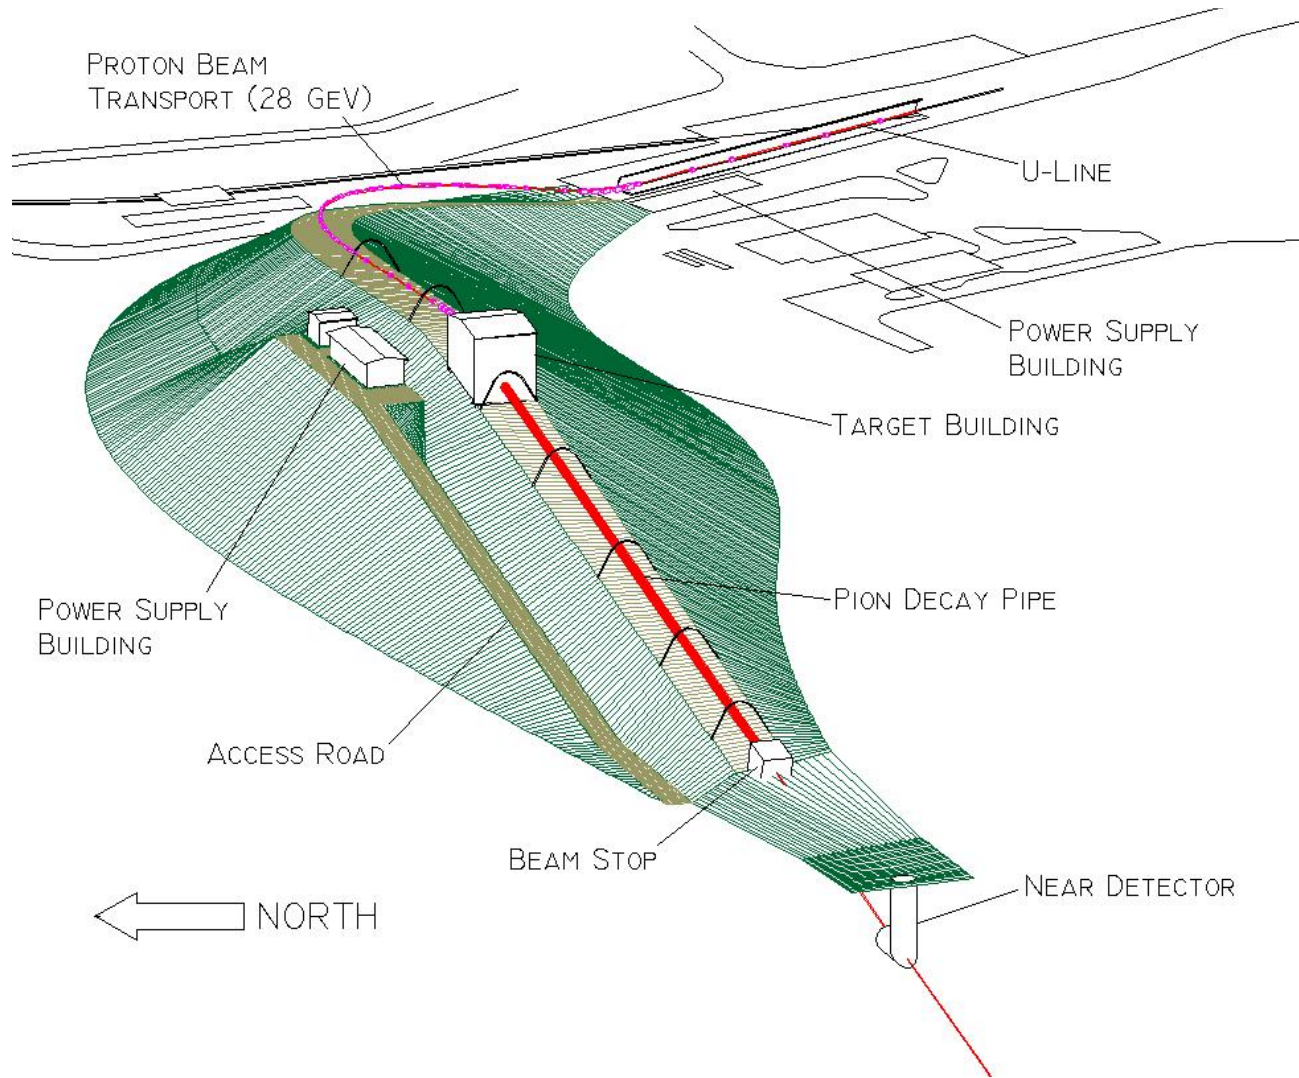 PROTON BEAM
TRANSPORT (28 GEV)
U-LINE
POWER SUPPLY
BUILDING
TARGET BUILDING
PION DECAY PIPE
POWER SUPPLY
BUILDING
ACCESS ROAD
BEAM STOP
NEAR DETECTOR
NORTH